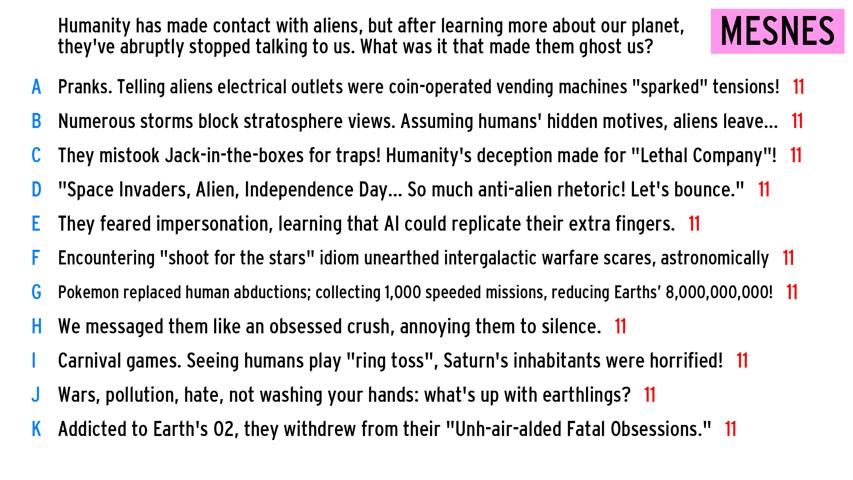 Humanity has made contact with aliens, but after learning more about our planet,
they've abruptly stopped talking to us. What was it that made them ghost us?
MESNES
A Pranks. Telling aliens electrical outlets were coin-operated vending machines "sparked" tensions! 11
B Numerous storms block stratosphere views. Assuming humans' hidden motives, aliens leave... 11
C They mistook Jack-in-the-boxes for traps! Humanity's deception made for "Lethal Company"! 11
D "Space Invaders, Alien, Independence Day... So much anti-alien rhetoric! Let's bounce." 11
E They feared impersonation, learning that AI could replicate their extra fingers. 11
F Encountering "shoot for the stars" idiom unearthed intergalactic warfare scares, astronomically 11
G Pokemon replaced human abductions; collecting 1,000 speeded missions, reducing Earths’ 8,000,000,000! 11
H We messaged them like an obsessed crush, annoying them to silence. 11
I Carnival games. Seeing humans play "ring toss", Saturn's inhabitants were horrified! 11
J Wars, pollution, hate, not washing your hands: what's up with earthlings? 11
K Addicted to Earth's O2, they withdrew from their "Unh-air-alded Fatal Obsessions." 11